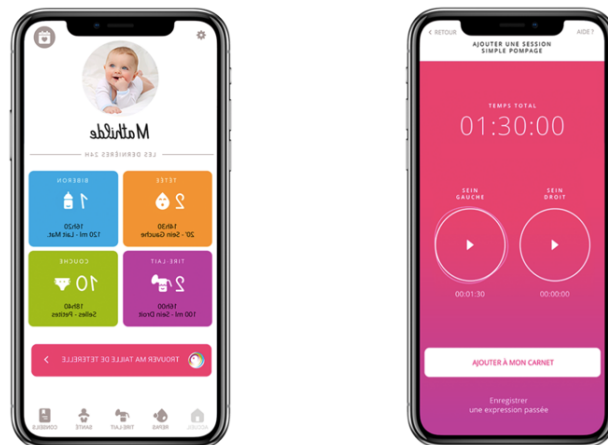 Mathilde
LES DERNIÈRES 24H
BIBERON
1
16h20
120 ml - Lait Mat.
TÉTÉE
2
14h30
20' - Sein Gauche
COUCHE
10
18h40
Selles - Petites
TIRE-LAIT
2
16h00
100 ml - Sein Droit
TROUVER MA TAILLE DE TÉTERELLE
CONSEILS
SANTÉ
TIRE-LAIT
REPAS
ACCUEIL
RETOUR
AIDE ?
AJOUTER UNE SESSION
SIMPLE POMPAGE
TEMPS TOTAL
01:30:00
SEIN
GAUCHE
SEIN
DROIT
00:01:30
00:00:00
AJOUTER À MON CARNET
Enregistrer
une expression passée